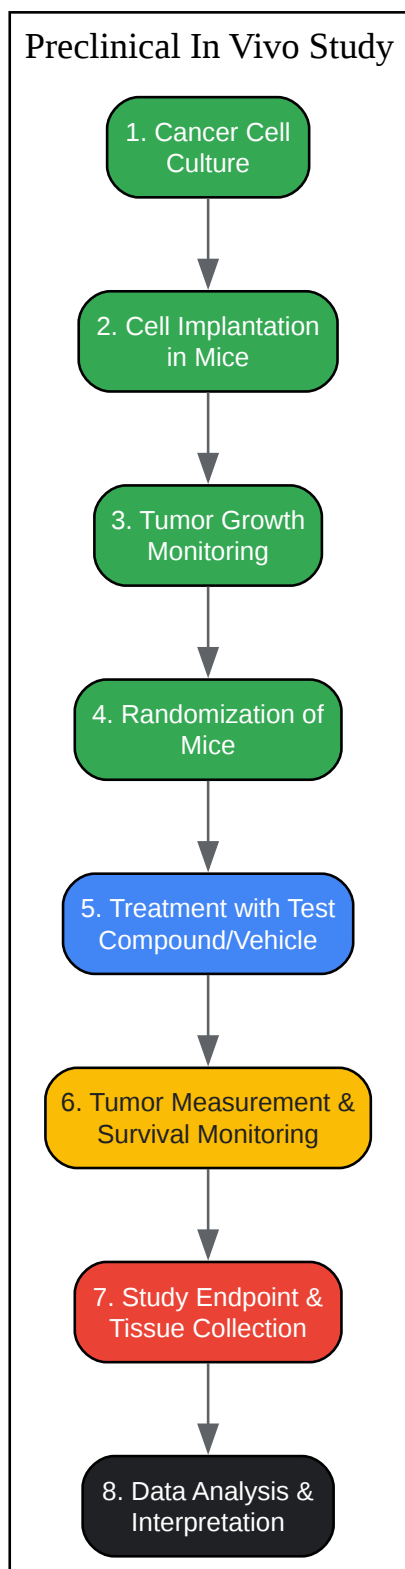 Preclinical In Vivo Study
1. Cancer Cell
Culture
2. Cell Implantation
in Mice
3. Tumor Growth
Monitoring
4. Randomization of
Mice
5. Treatment with Test
Compound/Vehicle
6. Tumor Measurement &
Survival Monitoring
7. Study Endpoint &
Tissue Collection
8. Data Analysis &
Interpretation